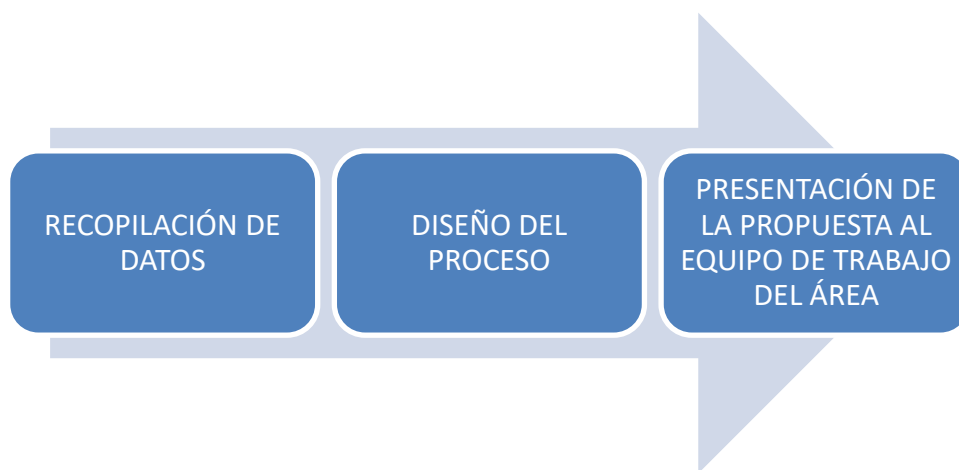 RECOPILACIÓN DE
DATOS
DISEÑO DEL
PROCESO
PRESENTACIÓN DE
LA PROPUESTA AL
EQUIPO DE TRABAJO
DEL ÁREA